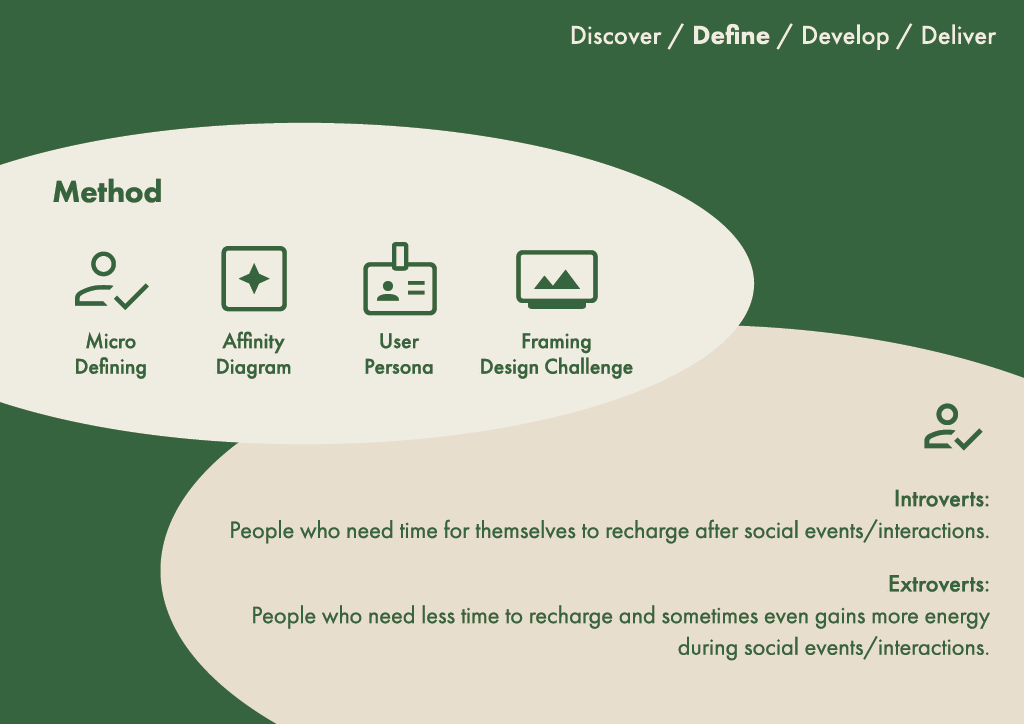 Discover / Define / Develop / Deliver
Method
Micro
Defining
Affinity
Diagram
User
Persona
Framing
Design Challenge
Introverts:
People who need time for themselves to recharge after social events/interactions.
Extroverts:
People who need less time to recharge and sometimes even gains more energy
during social events/interactions.